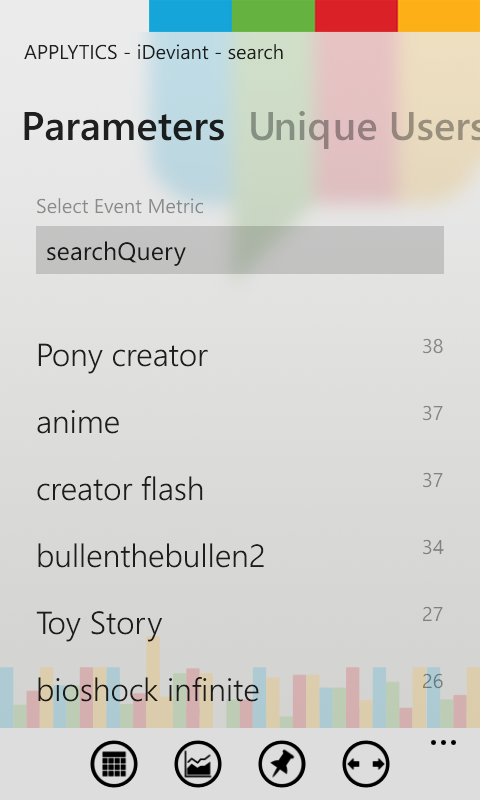 APPLYTICS - iDeviant - search
Parameters Unique Users
Select Event Metric
searchQuery
Pony creator 38
anime 37
creator flash 37
bullenthebullen2 34
Toy Story 27
bioshock infinite 26